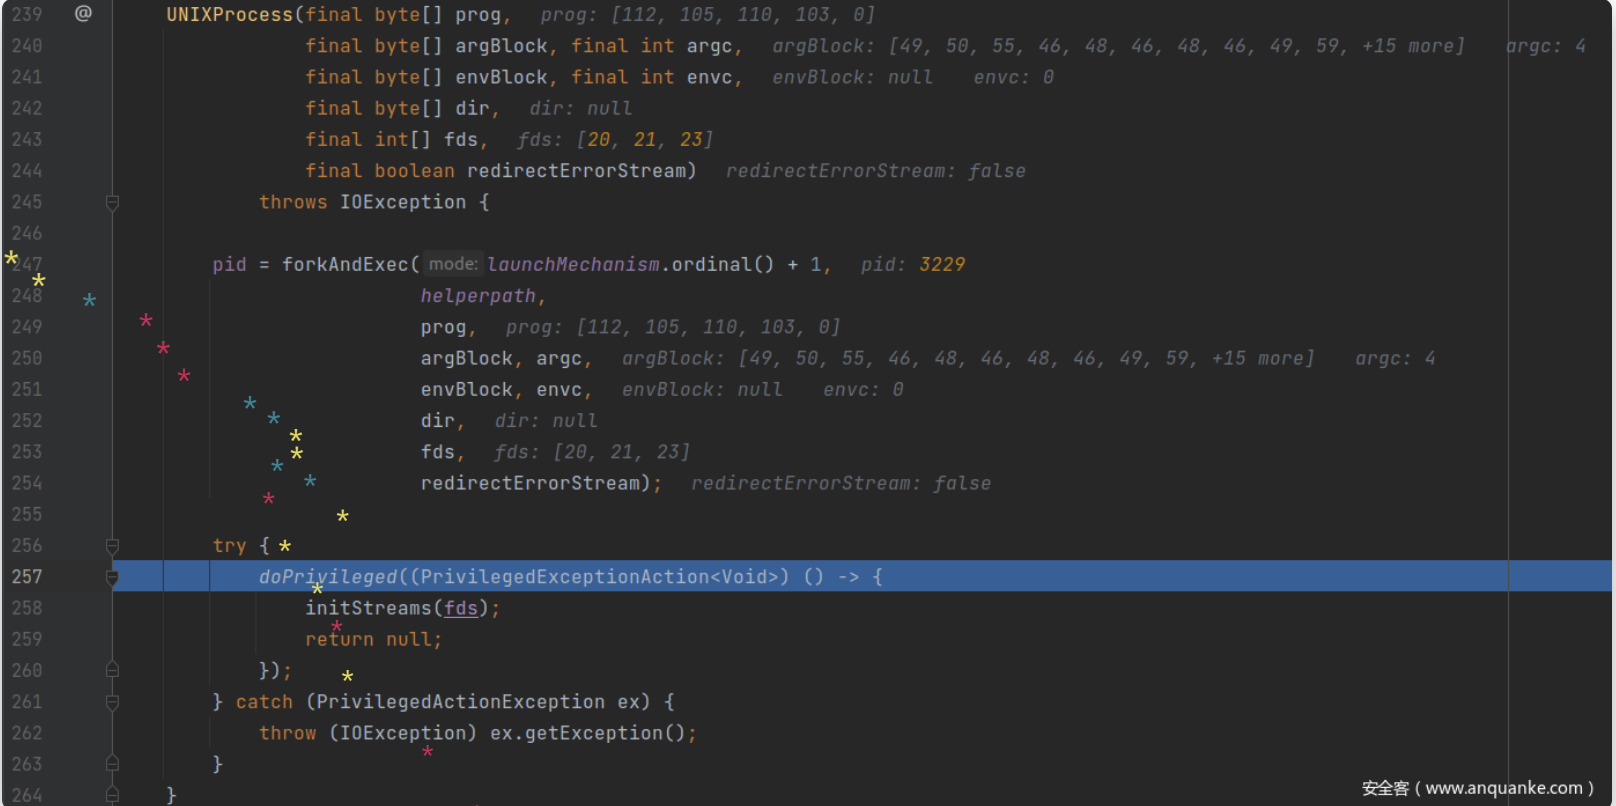 239 @ UNIXProcess(final byte[] prog, prog: [112, 105, 110, 103, 0]
240 final byte[] argBlock, final int argc, argBlock: [49, 50, 55, 46, 48, 46, 48, 46, 49, 59, +15 more] argc: 4
241 final byte[] envBlock, final int envc, envBlock: null envc: 0
242 final byte[] dir, dir: null
243 final int[] fds, fds: [20, 21, 23]
244 final boolean redirectErrorStream) redirectErrorStream: false
245 throws IOException {
246
247 pid = forkAndExec( mode: launchMechanism.ordinal() + 1, pid: 3229
248 helperpath,
249 prog, prog: [112, 105, 110, 103, 0]
250 argBlock, argc, argBlock: [49, 50, 55, 46, 48, 46, 48, 46, 49, 59, +15 more] argc: 4
251 envBlock, envc, envBlock: null envc: 0
252 dir, dir: null
253 fds, fds: [20, 21, 23]
254 redirectErrorStream); redirectErrorStream: false
255
256 try {
257 doPrivileged((PrivilegedExceptionAction<Void>) () -> {
258 initStreams(fds);
259 return null;
260 });
261 } catch (PrivilegedActionException ex) {
262 throw (IOException) ex.getException();
263 }
264 }
安全客 ( www.anquanke.com )